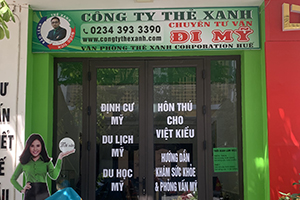 CÔNG TY THẺ XANH
0234 393 3390
CHUYÊN TƯ VẤN
www.congtythexanh.com
ĐI MỸ
VĂN PHÒNG THẺ XANH CORPORATION HUẾ
ĐỊNH CƯ
MỸ
DU LỊCH
MỸ
DU HỌC
MỸ
HÔN THÚ
CHO
VIỆT KIỀU
HƯỚNG DẪN
KHÁM SỨC KHỎE
& PHỎNG VẤN MỸ